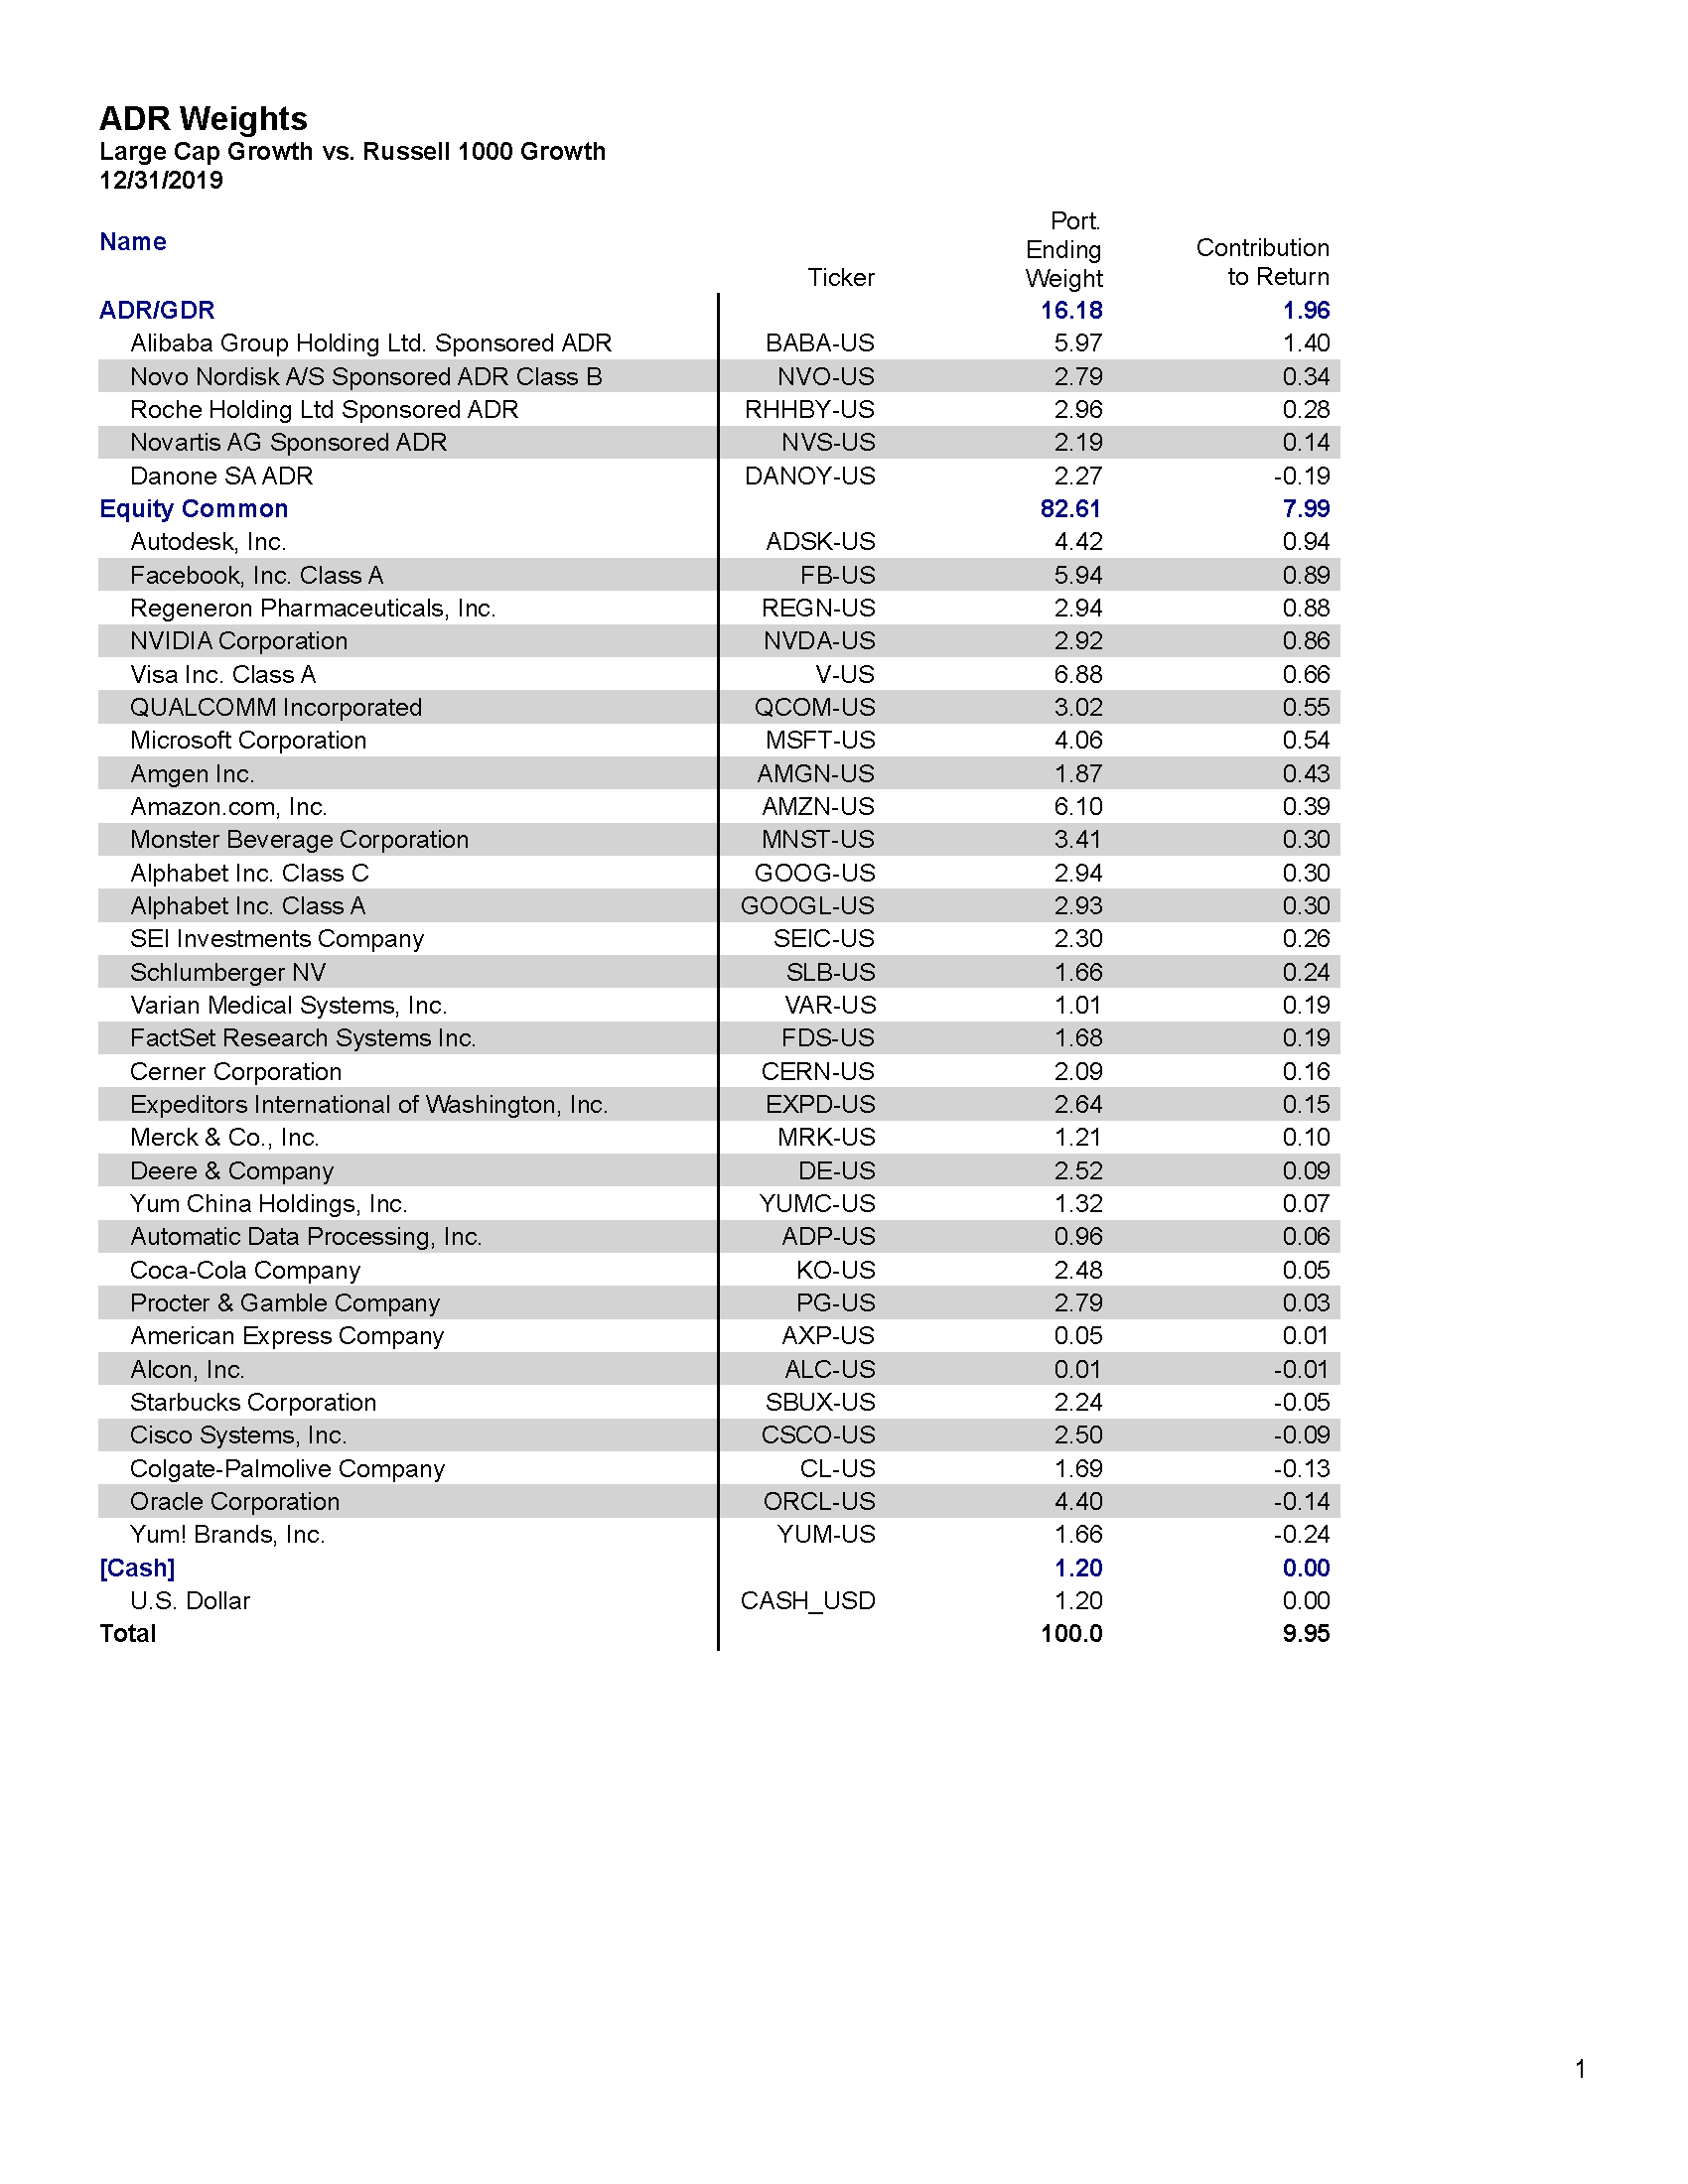 ADR Weights
Large Cap Growth vs. Russell 1000 Growth
12/31/2019
Name Ticker Port. Ending Weight Contribution to Return
ADR/GDR 16.18 1.96
Alibaba Group Holding Ltd. Sponsored ADR BABA-US 5.97 1.40
Novo Nordisk A/S Sponsored ADR Class B NVO-US 2.79 0.34
Roche Holding Ltd Sponsored ADR RHHBY-US 2.96 0.28
Novartis AG Sponsored ADR NVS-US 2.19 0.14
Danone SA ADR DANOY-US 2.27 -0.19
Equity Common 82.61 7.99
Autodesk, Inc. ADSK-US 4.42 0.94
Facebook, Inc. Class A FB-US 5.94 0.89
Regeneron Pharmaceuticals, Inc. REGN-US 2.94 0.88
NVIDIA Corporation NVDA-US 2.92 0.86
Visa Inc. Class A V-US 6.88 0.66
QUALCOMM Incorporated QCOM-US 3.02 0.55
Microsoft Corporation MSFT-US 4.06 0.54
Amgen Inc. AMGN-US 1.87 0.43
Amazon.com, Inc. AMZN-US 6.10 0.39
Monster Beverage Corporation MNST-US 3.41 0.30
Alphabet Inc. Class C GOOG-US 2.94 0.30
Alphabet Inc. Class A GOOGL-US 2.93 0.30
SEI Investments Company SEIC-US 2.30 0.26
Schlumberger NV SLB-US 1.66 0.24
Varian Medical Systems, Inc. VAR-US 1.01 0.19
FactSet Research Systems Inc. FDS-US 1.68 0.19
Cerner Corporation CERN-US 2.09 0.16
Expeditors International of Washington, Inc. EXPD-US 2.64 0.15
Merck & Co., Inc. MRK-US 1.21 0.10
Deere & Company DE-US 2.52 0.09
Yum China Holdings, Inc. YUMC-US 1.32 0.07
Automatic Data Processing, Inc. ADP-US 0.96 0.06
Coca-Cola Company KO-US 2.48 0.05
Procter & Gamble Company PG-US 2.79 0.03
American Express Company AXP-US 0.05 0.01
Alcon, Inc. ALC-US 0.01 -0.01
Starbucks Corporation SBUX-US 2.24 -0.05
Cisco Systems, Inc. CSCO-US 2.50 -0.09
Colgate-Palmolive Company CL-US 1.69 -0.13
Oracle Corporation ORCL-US 4.40 -0.14
Yum! Brands, Inc. YUM-US 1.66 -0.24
[Cash] 1.20 0.00
U.S. Dollar CASH_USD 1.20 0.00
Total 100.0 9.95
1